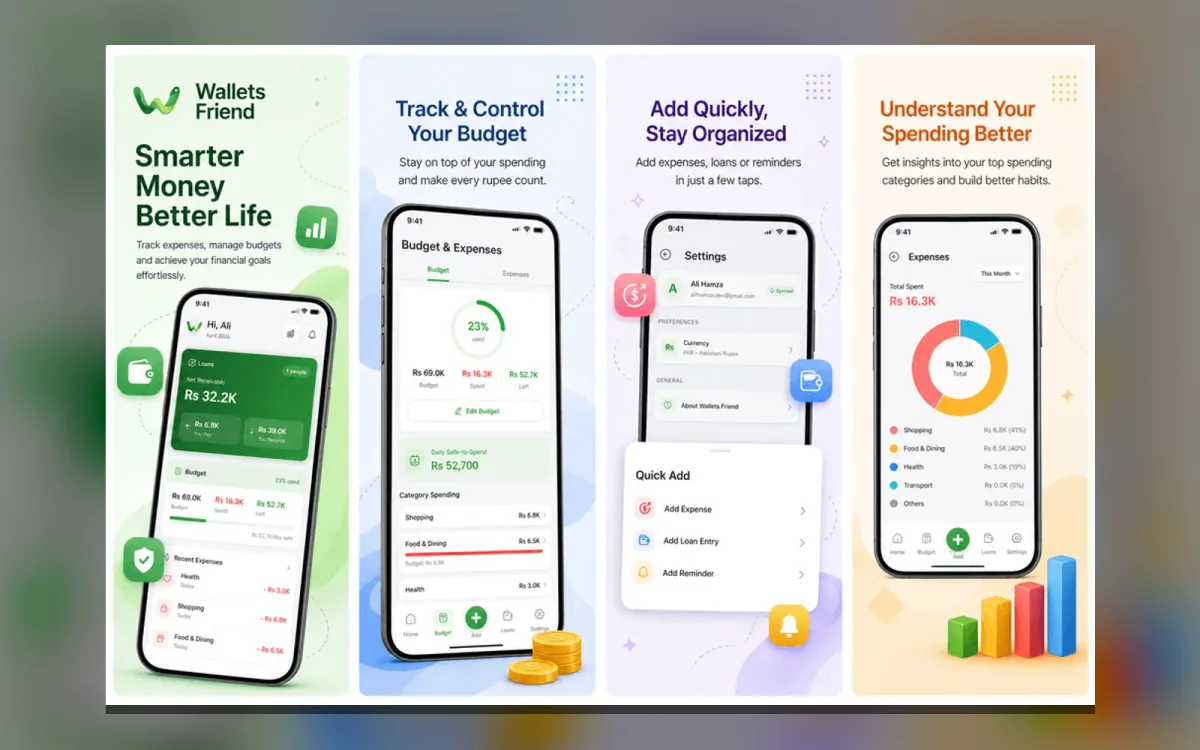 Wallets
Friend
Smarter
Money
Better Life
Track expenses, manage budgets
and achieve your financial goals
effortlessly.
9:41
Hi, Ali
April 2026
Loans
Net Receivable
Rs 32.2K
Rs 6.8K
You Pay
Rs 39.0K
You Receive
Budget
23% used
Rs 69.0K
Rs 16.3K
Rs 52.7K
Budget
Spent
Left
Recent Expenses
Health
Today
- Rs 3.0K
Shopping
Today
- Rs 6.8K
Food & Dining
Today
- Rs 6.5K
Track & Control
Your Budget
Stay on top of your spending
and make every rupee count.
9:41
Budget & Expenses
Budget
Expenses
23%
used
Rs 69.0K
Rs 16.3K
Rs 52.7K
Budget
Spent
Left
Edit Budget
Daily Safe-to-Spend
Rs 52,700
Category Spending
Shopping
Rs 6.8K
Food & Dining
Rs 6.5K
Budget: Rs 6.5K
Health
Rs 3.0K
Home
Budget
Add
Loans
Settings
Add Quickly,
Stay Organized
Add expenses, loans or reminders
in just a few taps.
9:41
Settings
A
Ali Hamza
alihamza.dev@gmail.com
Synced
PREFERENCES
Rs
Currency
PKR – Pakistani Rupee
GENERAL
About Wallets Friend
Quick Add
Add Expense
Add Loan Entry
Add Reminder
Understand Your
Spending Better
Get insights into your top spending
categories and build better habits.
9:41
Expenses
This Month
Total Spent
Rs 16.3K
Rs 16.3K
Total
Shopping
Rs 6.8K (41%)
Food & Dining
Rs 6.5K (40%)
Health
Rs 3.0K (19%)
Transport
Rs 0.0K (0%)
Others
Rs 0.0K (0%)
Home
Budget
Add
Loans
Settings